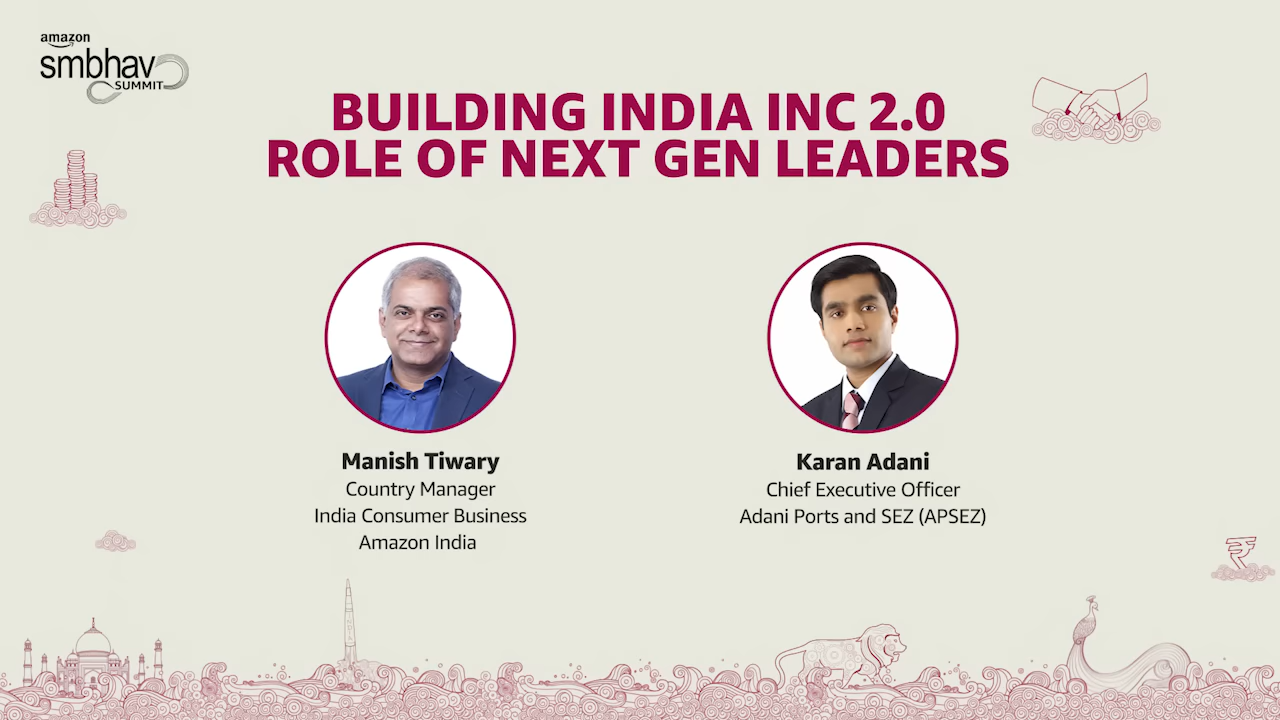 amazon
smbhav
SUMMIT
BUILDING INDIA INC 2.0
ROLE OF NEXT GEN LEADERS
Manish Tiwary
Country Manager
India Consumer Business
Amazon India
Karan Adani
Chief Executive Officer
Adani Ports and SEZ (APSEZ)
₹